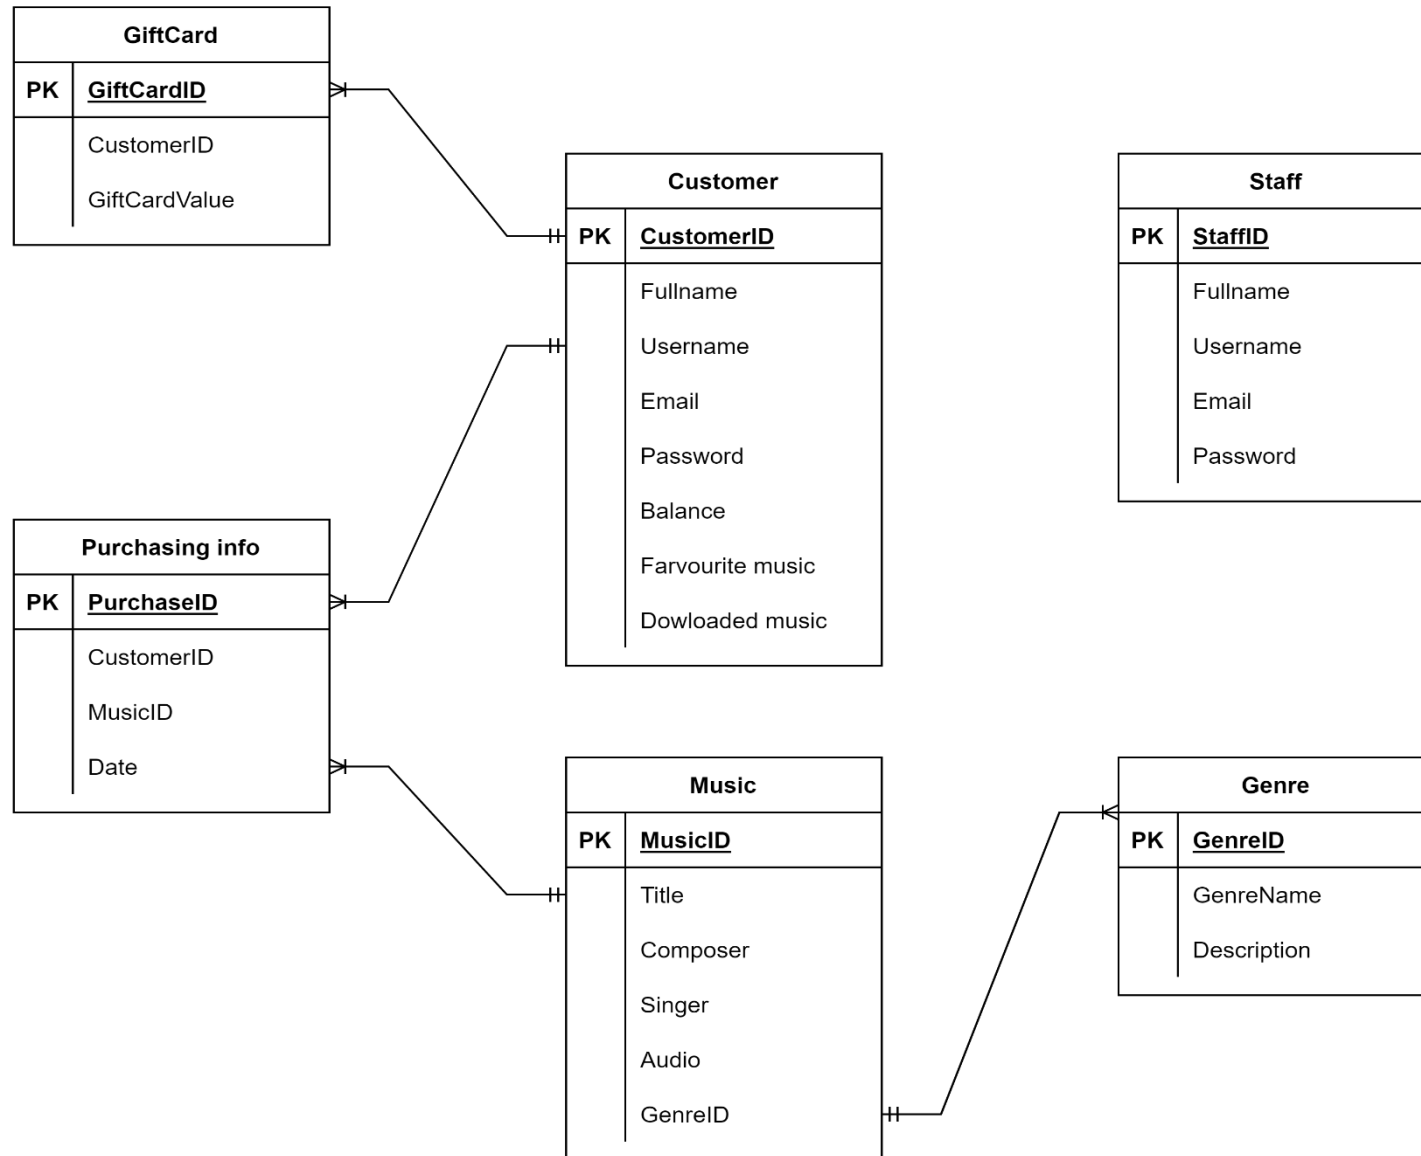 GiftCard
PK GiftCardID
CustomerID
GiftCardValue
Customer
PK CustomerID
Fullname
Username
Email
Password
Balance
Farvourite music
Dowloaded music
Staff
PK StaffID
Fullname
Username
Email
Password
Purchasing info
PK PurchaseID
CustomerID
MusicID
Date
Music
PK MusicID
Title
Composer
Singer
Audio
GenreID
Genre
PK GenreID
GenreName
Description